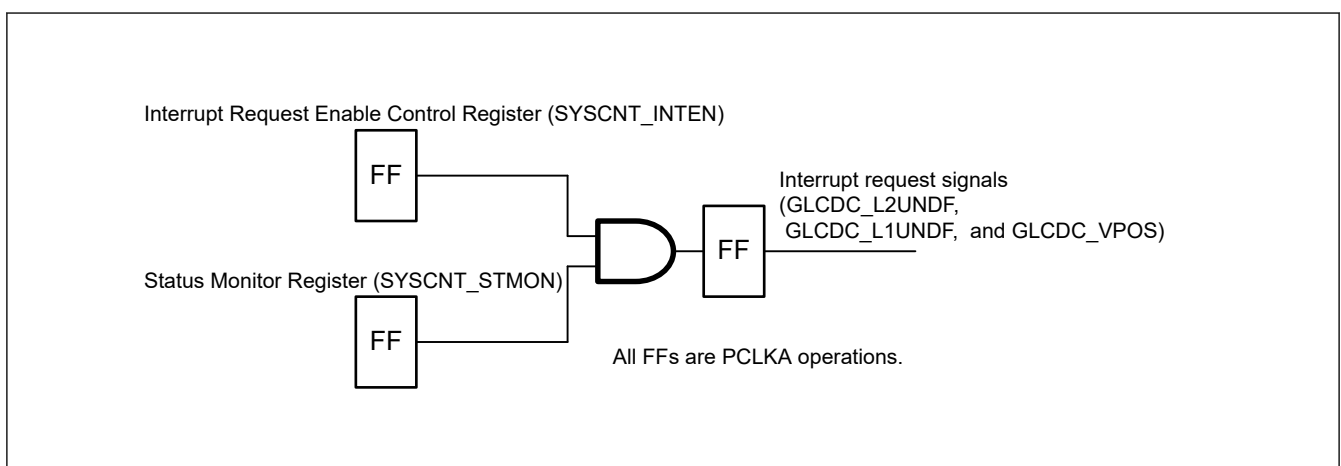 Interrupt Request Enable Control Register (SYSCNT_INTEN)
FF
Interrupt request signals
(GLCDC_L2UNDF,
GLCDC_L1UNDF, and GLCDC_VPOS)
FF
Status Monitor Register (SYSCNT_STMON)
FF
All FFs are PCLKA operations.